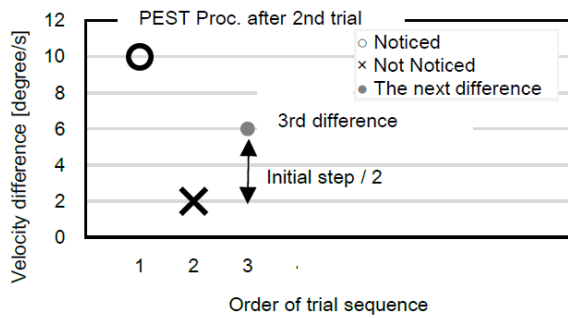 PEST Proc. after 2nd trial
Noticed
Not Noticed
The next difference
3rd difference
Initial step / 2
Velocity difference [degree/s]
12
10
8
6
4
2
0
1 2 3
Order of trial sequence